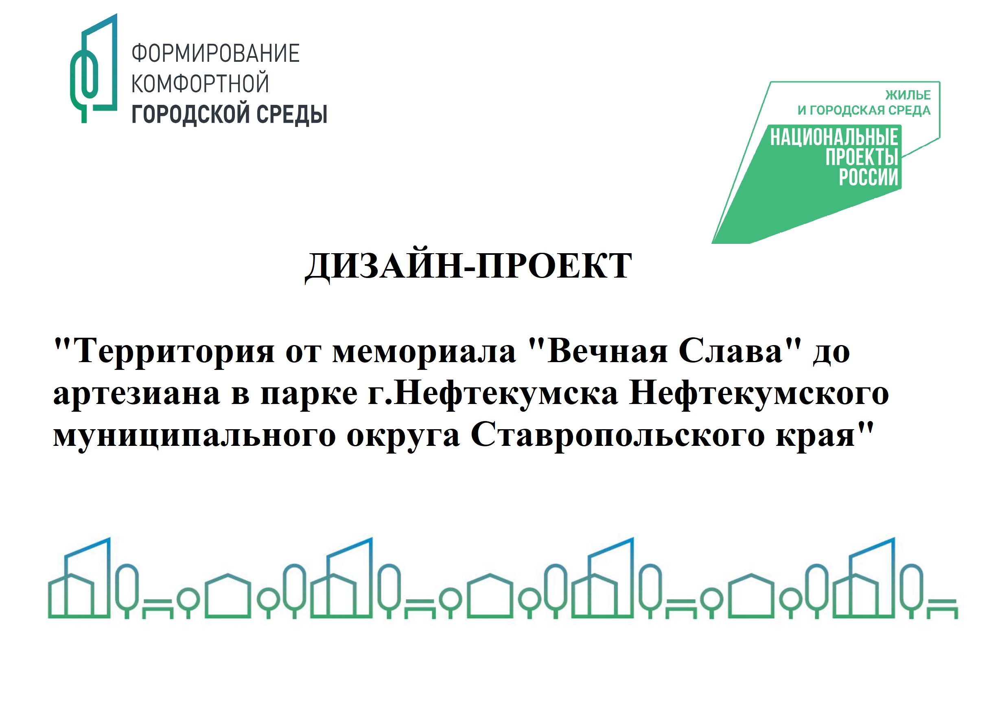 ФОРМИРОВАНИЕ
КОМФОРТНОЙ
ГОРОДСКОЙ СРЕДЫ
ЖИЛЬЕ
И ГОРОДСКАЯ СРЕДА
НАЦИОНАЛЬНЫЕ
ПРОЕКТЫ
РОССИИ
ДИЗАЙН-ПРОЕКТ
"Территория от мемориала "Вечная Слава" до
артезиана в парке г.Нефтекумска Нефтекумского
муниципального округа Ставропольского края"